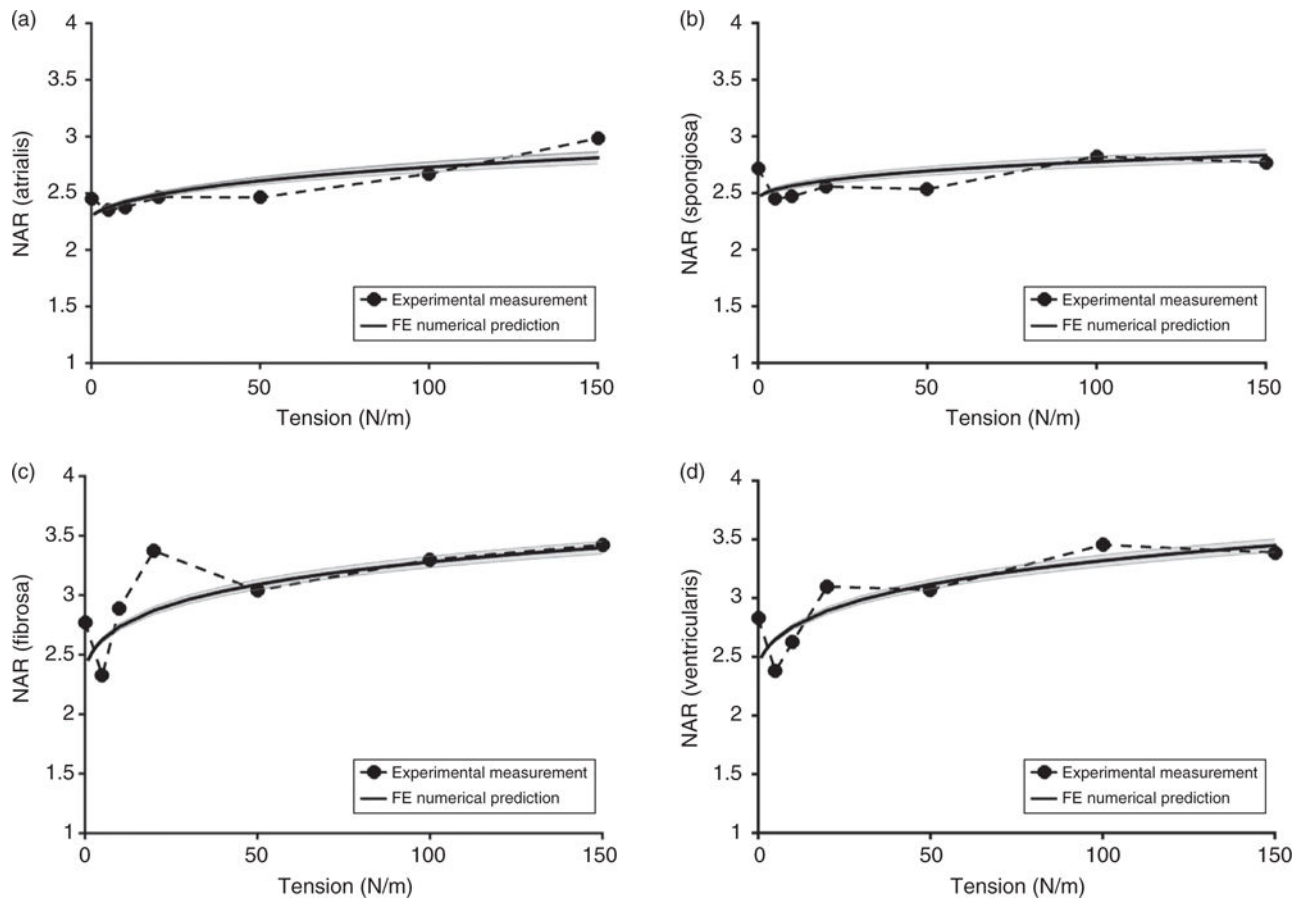 (a)
4
3.5
3
2.5
2
1.5
1
NAR (atrialis)
Experimental measurement
FE numerical prediction
0 50 100 150
Tension (N/m)
(b)
4
3.5
3
2.5
2
1.5
1
NAR (spongiosa)
Experimental measurement
FE numerical prediction
0 50 100 150
Tension (N/m)
(c)
4
3.5
3
2.5
2
1.5
1
NAR (fibrosa)
Experimental measurement
FE numerical prediction
0 50 100 150
Tension (N/m)
(d)
4
3.5
3
2.5
2
1.5
1
NAR (ventricularis)
Experimental measurement
FE numerical prediction
0 50 100 150
Tension (N/m)